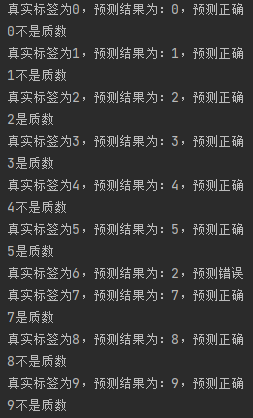 真实标签为0，预测结果为：0，预测正确
0不是质数
真实标签为1，预测结果为：1，预测正确
1不是质数
真实标签为2，预测结果为：2，预测正确
2是质数
真实标签为3，预测结果为：3，预测正确
3是质数
真实标签为4，预测结果为：4，预测正确
4不是质数
真实标签为5，预测结果为：5，预测正确
5是质数
真实标签为6，预测结果为：2，预测错误
真实标签为7，预测结果为：7，预测正确
7是质数
真实标签为8，预测结果为：8，预测正确
8不是质数
真实标签为9，预测结果为：9，预测正确
9不是质数